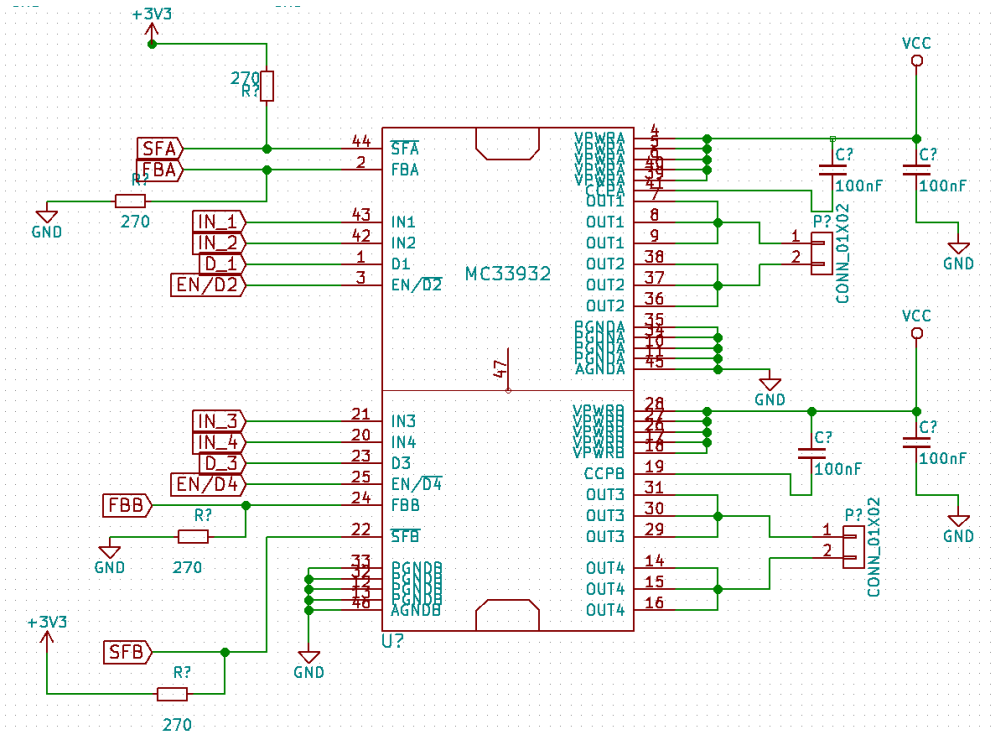 +3V3
270
R?
SFA
FBA
R?
270
GND
IN_1
IN_2
D_1
EN/D2
44 SFA
2 FBA
43 IN1
42 IN2
1 D1
3 EN/D2
MC33932
47
4 VPWRA
VPWRA
VPWRA
40 VPWRA
39 VPWRA
41 CCPA
7 OUT1
8 OUT1
9 OUT1
38 OUT2
37 OUT2
36 OUT2
35 PGNDA
34 PGDNA
10 PGNDA
11 PGNDA
45 AGNDA
GND
VCC
C?
100nF
C?
100nF
GND
P?
1
2
CONN_01X02
IN_3
IN_4
D_3
EN/D4
FBB
R?
270
GND
21 IN3
20 IN4
23 D3
25 EN/D4
24 FBB
22 SFB
33 PGNDB
32 PGNDB
12 PGNDB
13 PGNDB
46 AGNDB
GND
U?
28 VPWRB
27 VPWRB
26 VPWRB
17 VPWRB
18 VPWRB
19 CCPB
31 OUT3
30 OUT3
29 OUT3
14 OUT4
15 OUT4
16 OUT4
VCC
C?
100nF
C?
100nF
GND
P?
1
2
CONN_01X02
+3V3
SFB
R?
270